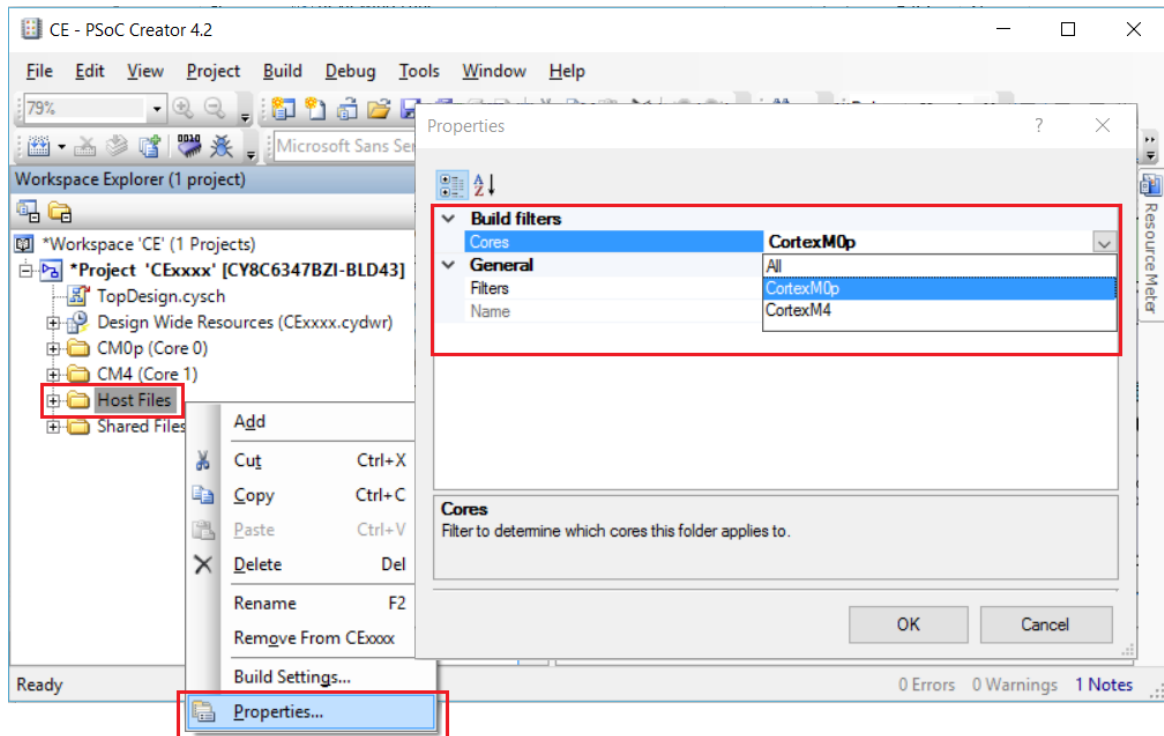 CE - PSoC Creator 4.2
File Edit View Project Build Debug Tools Window Help
79%
Microsoft Sans Ser
Workspace Explorer (1 project)
*Workspace 'CE' (1 Projects)
*Project 'CExxxx' [CY8C6347BZI-BLD43]
TopDesign.cysch
Design Wide Resources (CExxxx.cydwr)
CM0p (Core 0)
CM4 (Core 1)
Host Files
Shared Files
Add
Cut Ctrl+X
Copy Ctrl+C
Paste Ctrl+V
Delete Del
Rename F2
Remove From CExxxx
Build Settings...
Properties...
Properties
?
Build filters
Cores CortexM0p
General
All
Filters
CortexM0p
Name
CortexM4
Cores
Filter to determine which cores this folder applies to.
OK Cancel
Resource Meter
Ready
0 Errors 0 Warnings 1 Notes